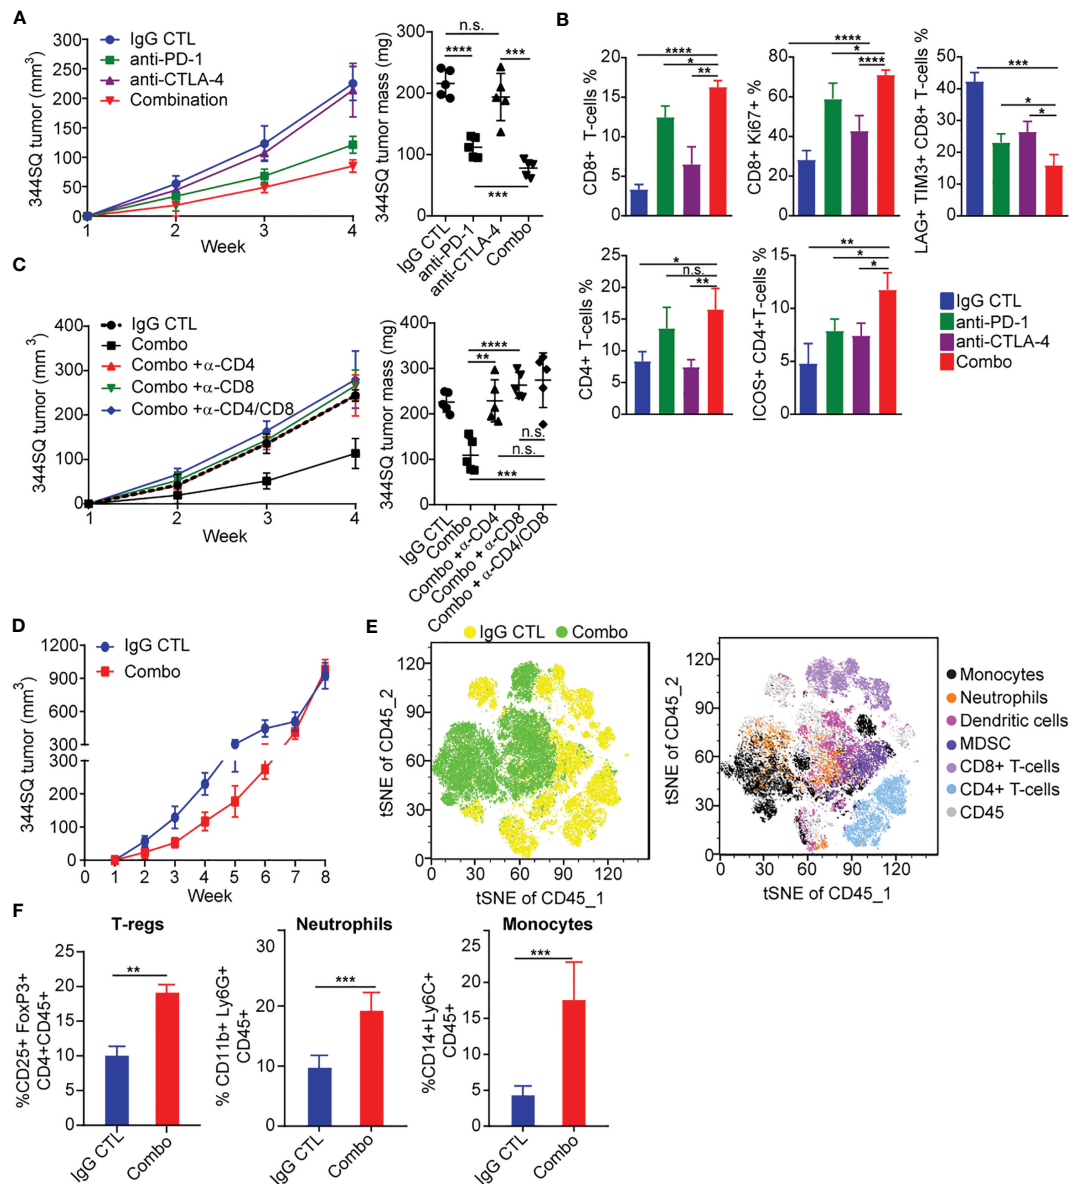 A
344SQ tumor (mm3)
300
250
200
150
100
50
0
1
2
3
4
Week
IgG CTL
anti-PD-1
anti-CTLA-4
Combination
344SQ tumor mass (mg)
300
200
100
0
n.s.
****
***
***
IgG CTL
anti-PD-1
anti-CTLA-4
Combo
B
CD8+ T-cells %
20
15
10
5
0
****
*
**
CD8+ Ki67+ %
80
60
40
20
0
****
*
****
LAG+ TIM3+ CD8+ T-cells %
50
40
30
20
10
0
***
*
*
CD4+ T-cells %
25
20
15
10
5
0
*
n.s.
**
ICOS+ CD4+T-cells %
15
10
5
0
**
*
*
IgG CTL
anti-PD-1
anti-CTLA-4
Combo
C
344SQ tumor (mm3)
400
300
200
100
0
1
2
3
4
Week
IgG CTL
Combo
Combo +α-CD4
Combo +α-CD8
Combo +α-CD4/CD8
344SQ tumor mass (mg)
400
300
200
100
0
****
**
n.s.
n.s.
***
IgG CTL
Combo
Combo + α-CD4
Combo + α-CD8
Combo + α-CD4/CD8
D
344SQ tumor (mm3)
1200
900
600
300
300
200
100
0
0
1
2
3
4
5
6
7
8
Week
IgG CTL
Combo
E
IgG CTL
Combo
tSNE of CD45_2
120
90
60
30
0
0
30
60
90
120
tSNE of CD45_1
tSNE of CD45_2
120
90
60
30
0
0
30
60
90
120
tSNE of CD45_1
Monocytes
Neutrophils
Dendritic cells
MDSC
CD8+ T-cells
CD4+ T-cells
CD45
F
T-regs
%CD25+ FoxP3+
CD4+CD45+
25
20
15
10
5
0
**
IgG CTL
Combo
Neutrophils
% CD11b+ Ly6G+
CD45+
30
20
10
0
***
IgG CTL
Combo
Monocytes
%CD14+Ly6C+
CD45+
25
20
15
10
5
0
***
IgG CTL
Combo